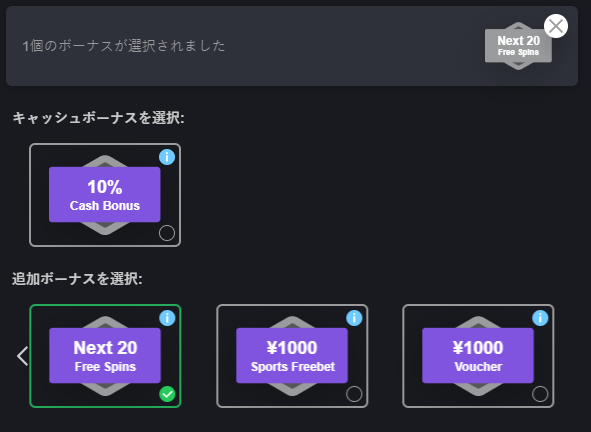 1個のボーナスが選択されました
Next 20
Free Spins
キャッシュボーナスを選択:
10%
Cash Bonus
追加ボーナスを選択:
Next 20
Free Spins
¥1000
Sports Freebet
¥1000
Voucher